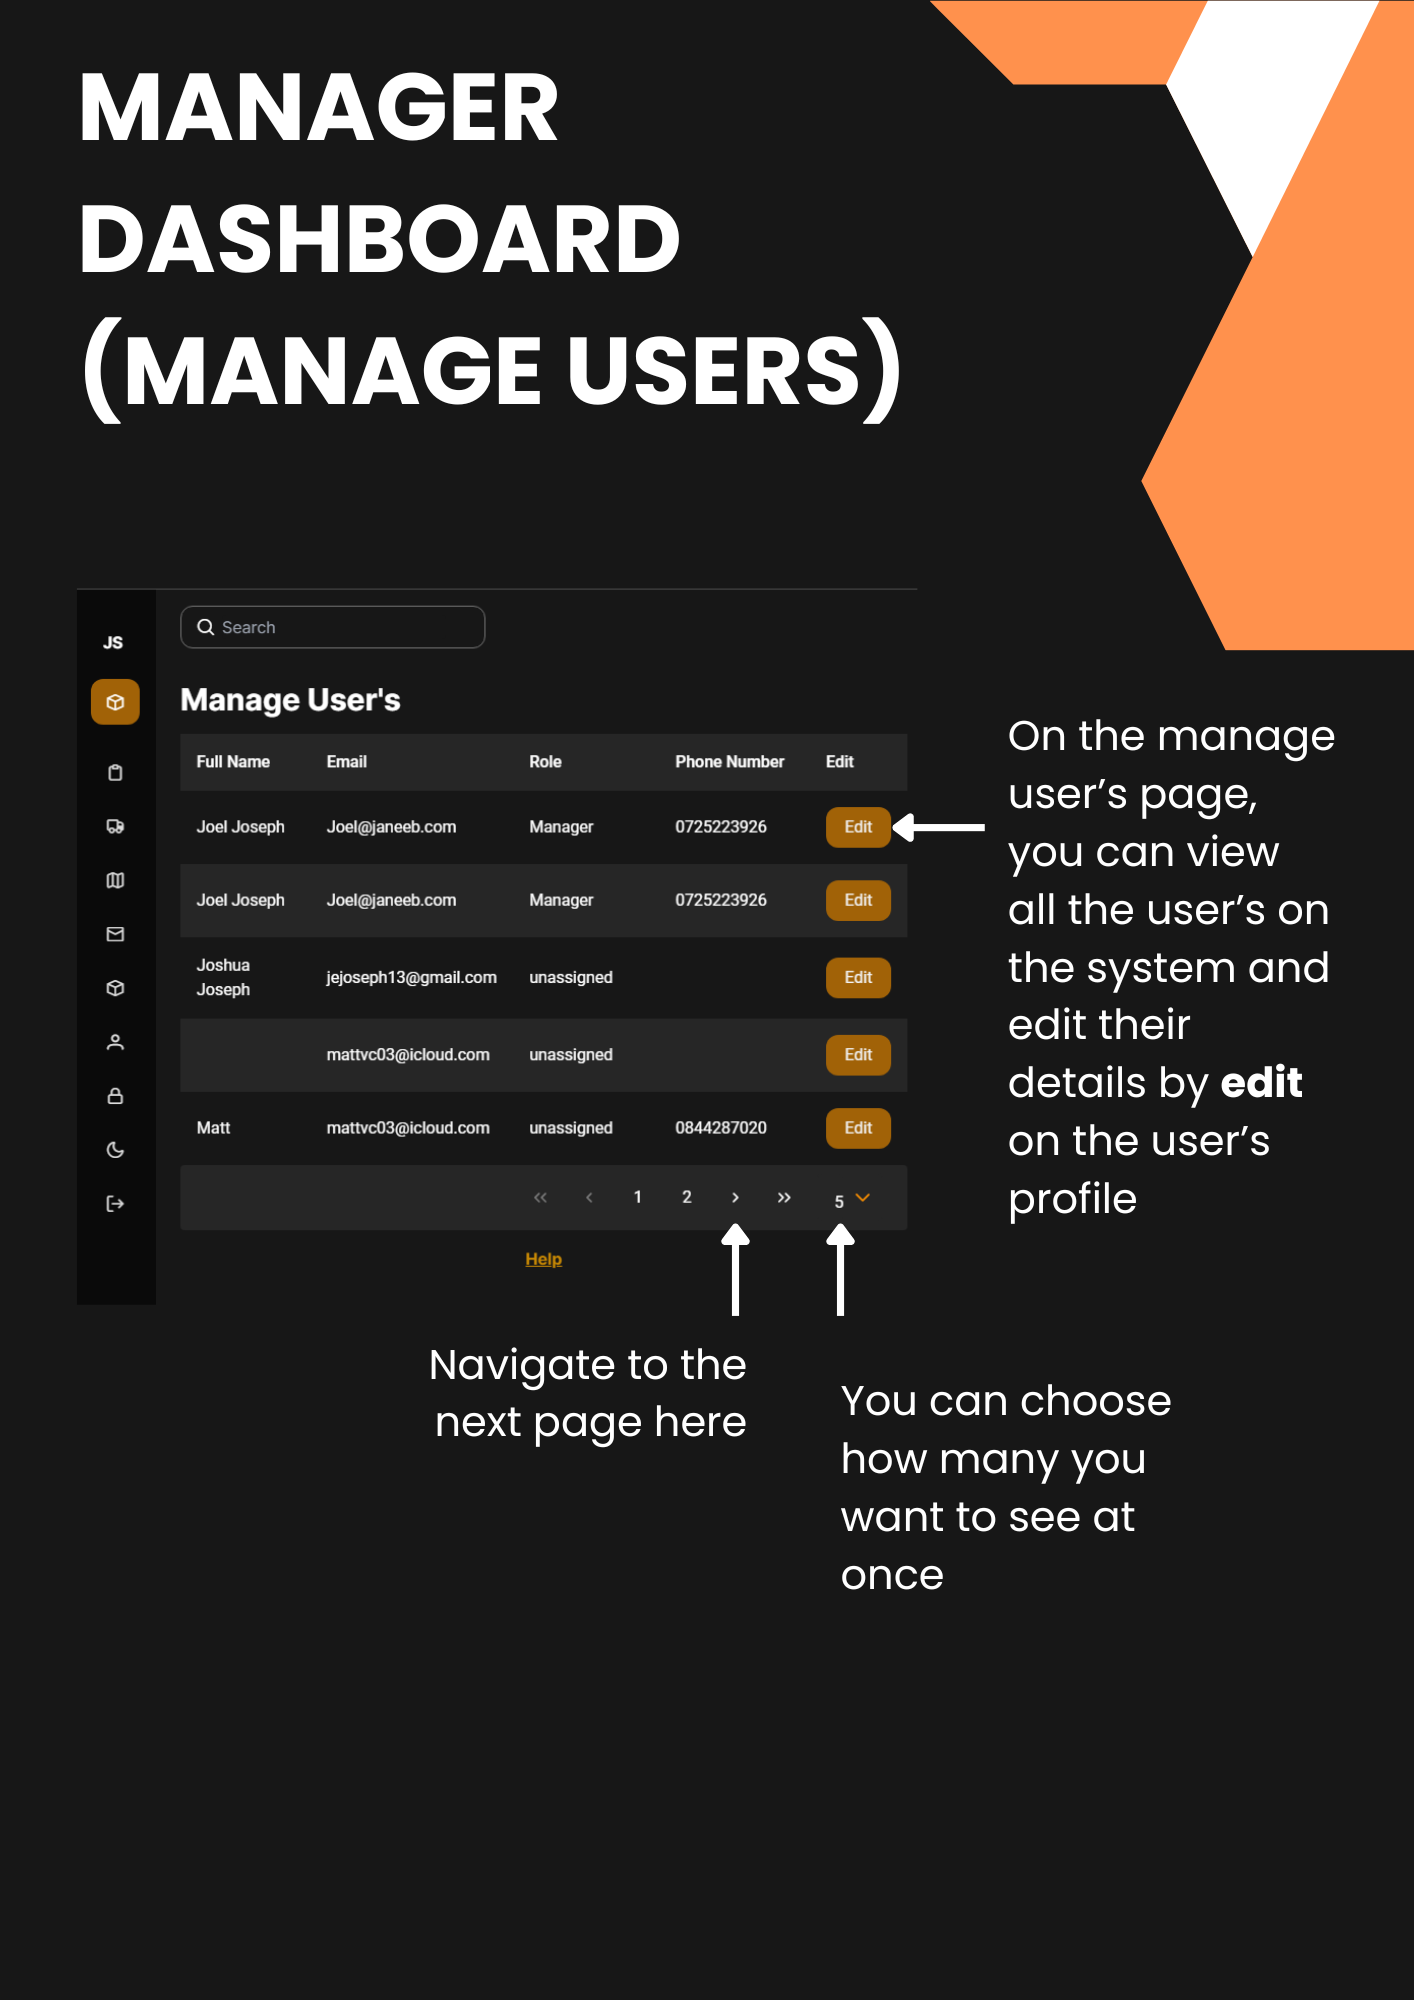 MANAGER
DASHBOARD
(MANAGE USERS)
JS
Search
Manage User's
Full Name Email Role Phone Number Edit
Joel Joseph Joel@janeeb.com Manager 0725223926 Edit
Joel Joseph Joel@janeeb.com Manager 0725223926 Edit
Joshua
Joseph jejoseph13@gmail.com unassigned Edit
mattvc03@icloud.com unassigned Edit
Matt mattvc03@icloud.com unassigned 0844287020 Edit
« ‹ 1 2 › » 5
Help
On the manage
user’s page,
you can view
all the user’s on
the system and
edit their
details by edit
on the user’s
profile
Navigate to the
next page here
You can choose
how many you
want to see at
once